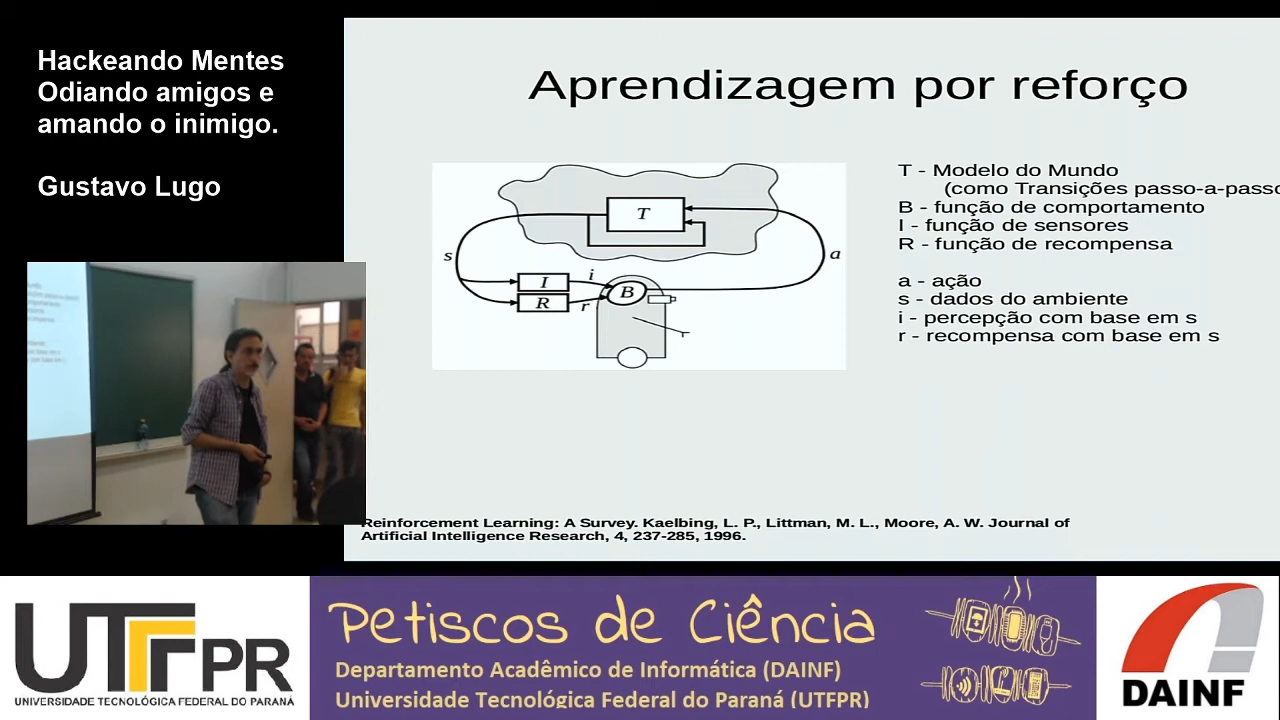 Hackeando Mentes
Odiando amigos e
amando o inimigo.
Gustavo Lugo
Aprendizagem por reforço
T
s
a
I
i
R
r
B
T - Modelo do Mundo
(como Transições passo-a-passo
B - função de comportamento
I - função de sensores
R - função de recompensa
a - ação
s - dados do ambiente
i - percepção com base em s
r - recompensa com base em s
Reinforcement Learning: A Survey. Kaelbing, L. P., Littman, M. L., Moore, A. W. Journal of
Artificial Intelligence Research, 4, 237-285, 1996.
UTFPR
UNIVERSIDADE TECNOLÓGICA FEDERAL DO PARANÁ
Petiscos de Ciência
Departamento Acadêmico de Informática (DAINF)
Universidade Tecnológica Federal do Paraná (UTFPR)
DAINF